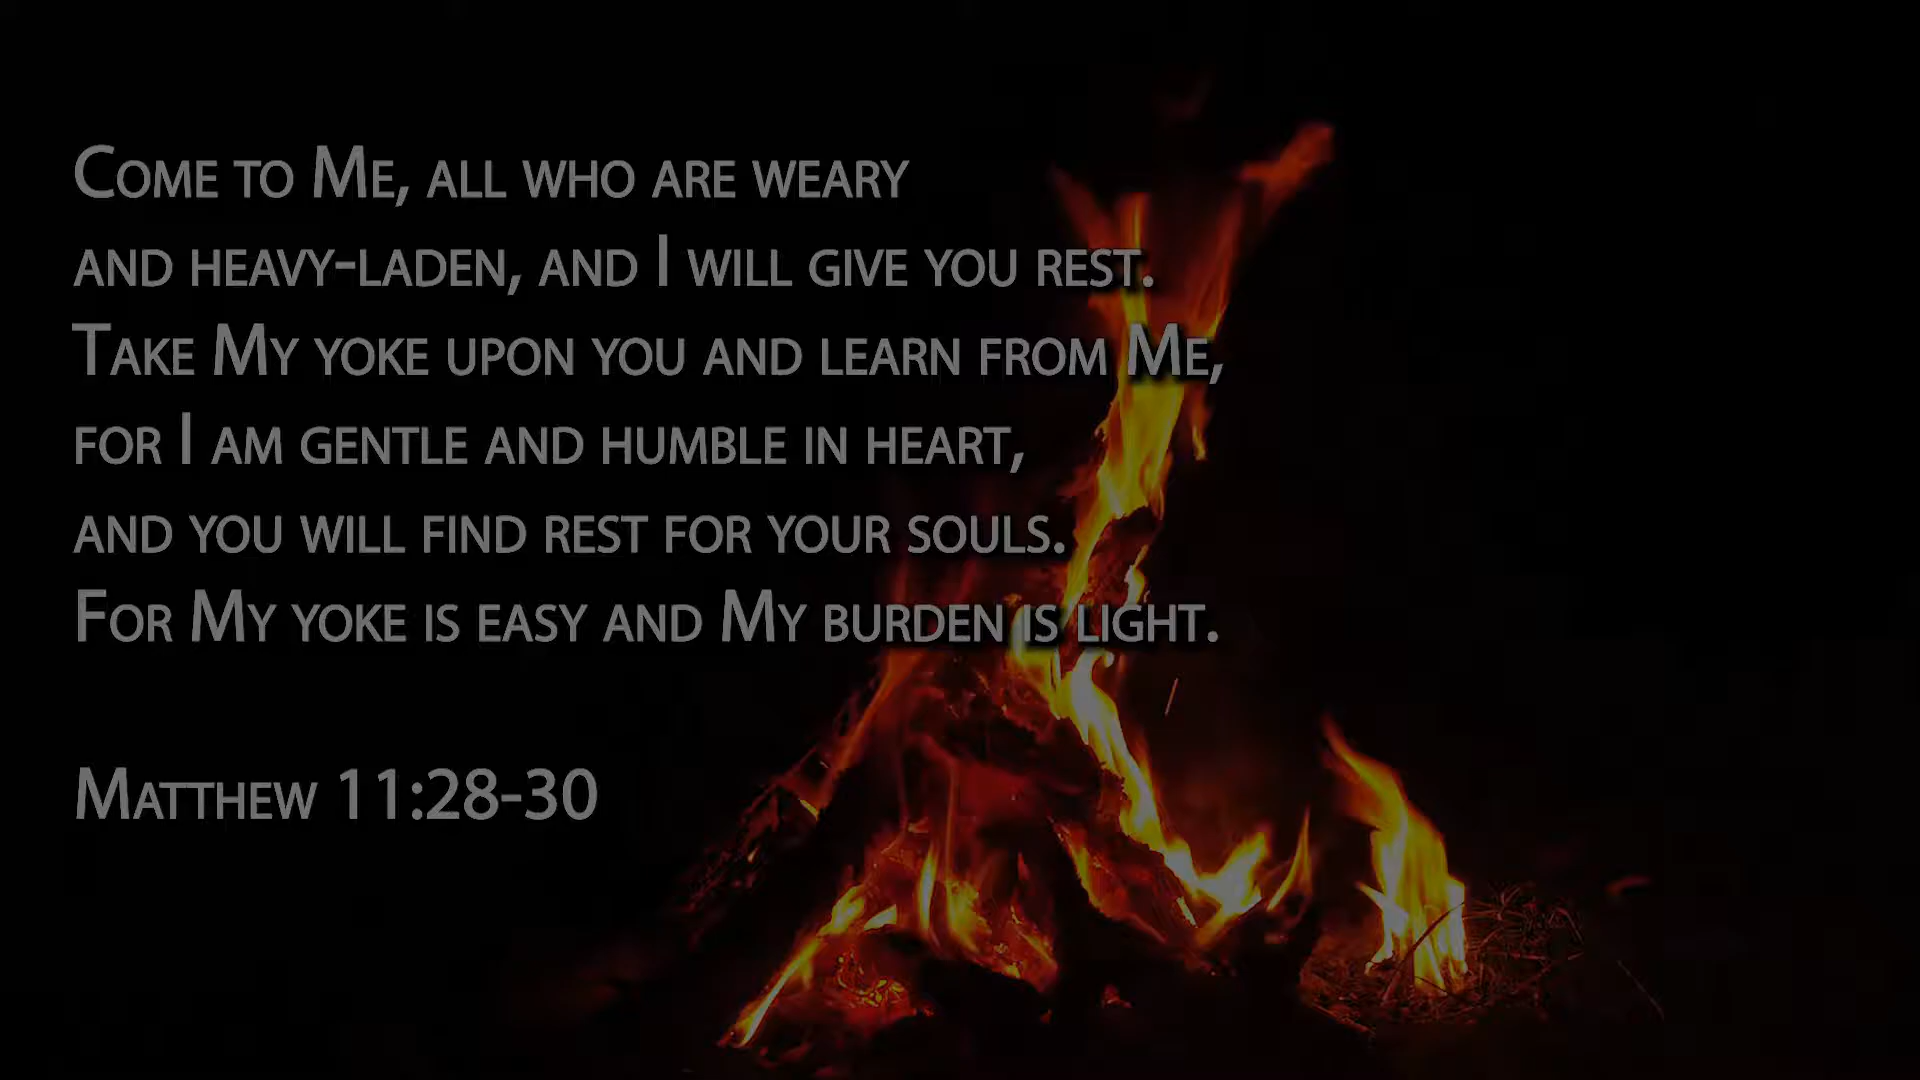 Come to Me, all who are weary
and heavy-laden, and I will give you rest.
Take My yoke upon you and learn from Me,
for I am gentle and humble in heart,
and you will find rest for your souls.
For My yoke is easy and My burden is light.
Matthew 11:28-30